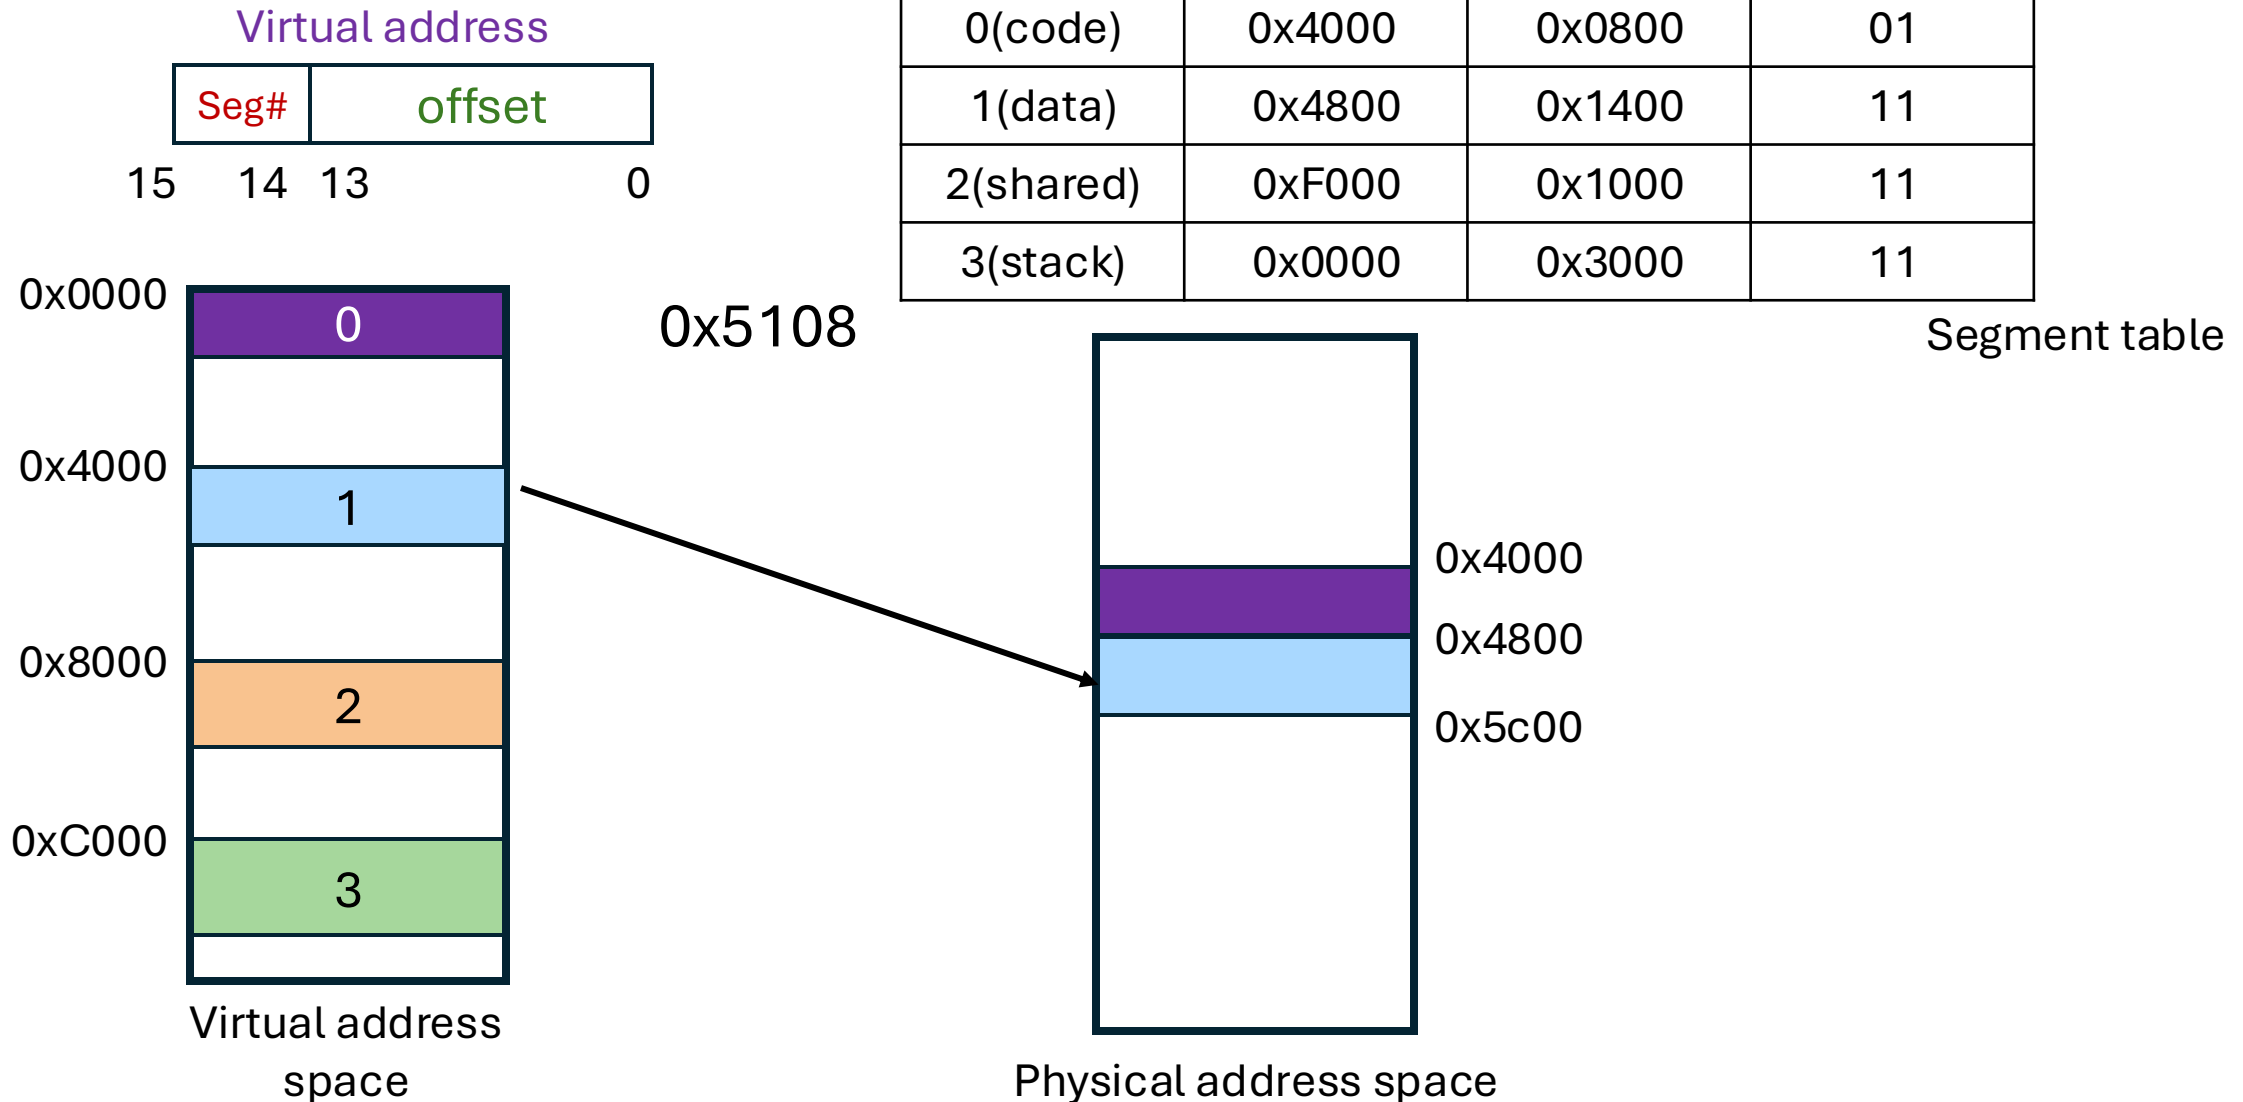 Virtual address
Seg# offset
15 14 13 0
0(code) 0x4000 0x0800 01
1(data) 0x4800 0x1400 11
2(shared) 0xF000 0x1000 11
3(stack) 0x0000 0x3000 11
Segment table
0x5108
0x0000
0
0x4000
1
0x8000
2
0xC000
3
Virtual address
space
0x4000
0x4800
0x5c00
Physical address space